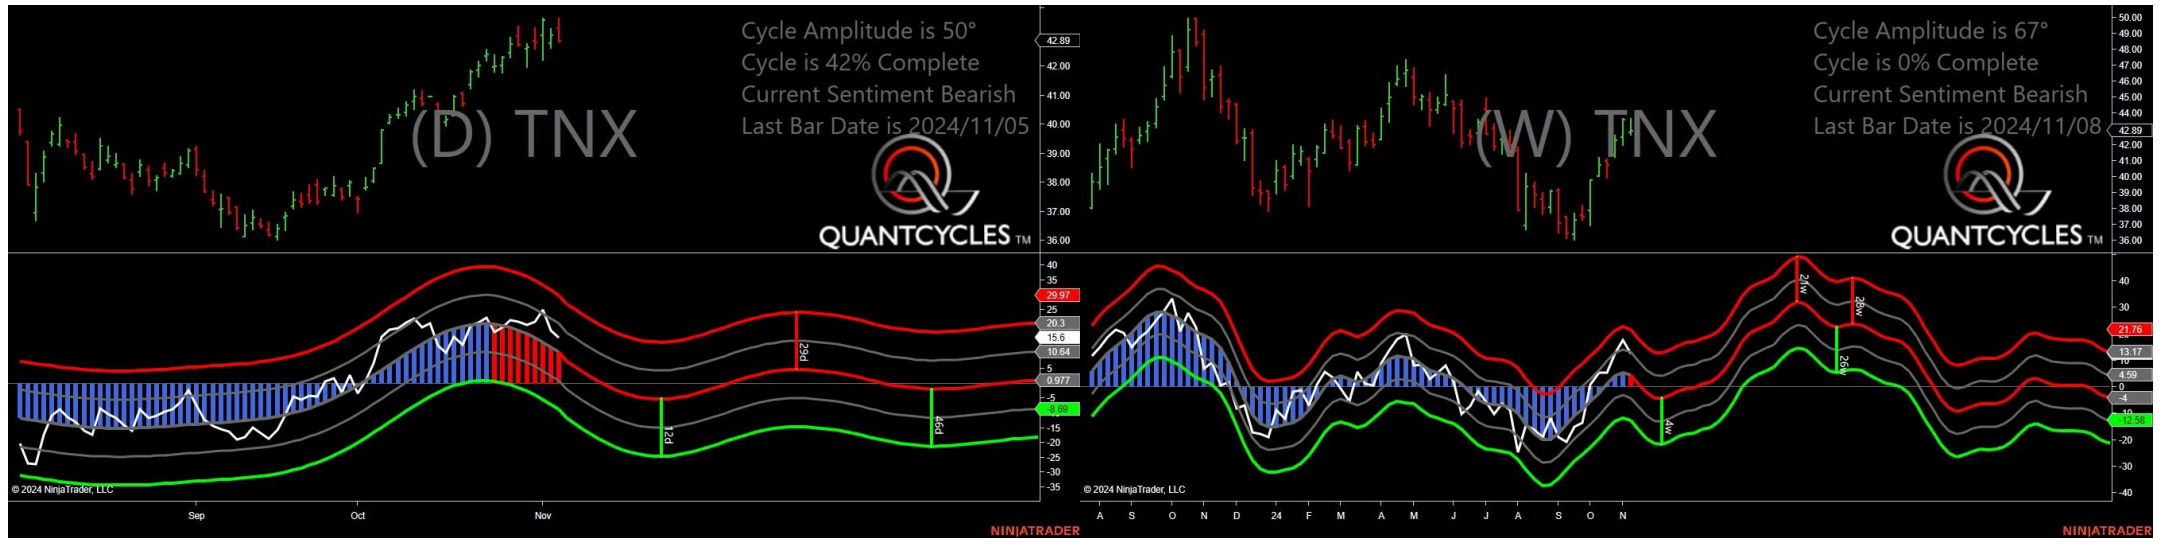 Cycle Amplitude is 50°
Cycle is 42% Complete
Current Sentiment Bearish
Last Bar Date is 2024/11/05
(D) TNX
QUANTCYCLES TM
42.89
42.00
41.00
40.00
39.00
38.00
37.00
36.00
40
35
29.97
25
20.3
15.6
10.64
5
0.977
-5
-8.69
-15
-20
-25
-30
-35
12d
29d
46d
© 2024 NinjaTrader, LLC
Sep Oct Nov
NINJATRADER
Cycle Amplitude is 67°
Cycle is 0% Complete
Current Sentiment Bearish
Last Bar Date is 2024/11/08
(W) TNX
QUANTCYCLES TM
50.00
49.00
48.00
47.00
46.00
45.00
44.00
42.89
42.00
41.00
40.00
39.00
38.00
37.00
36.00
40
30
21.76
13.17
4.59
0
-4
-12.58
-20
-30
-40
4w
21w
26w
28w
© 2024 NinjaTrader, LLC
A S O N D 24 F M A M J J A S O N
NINJATRADER